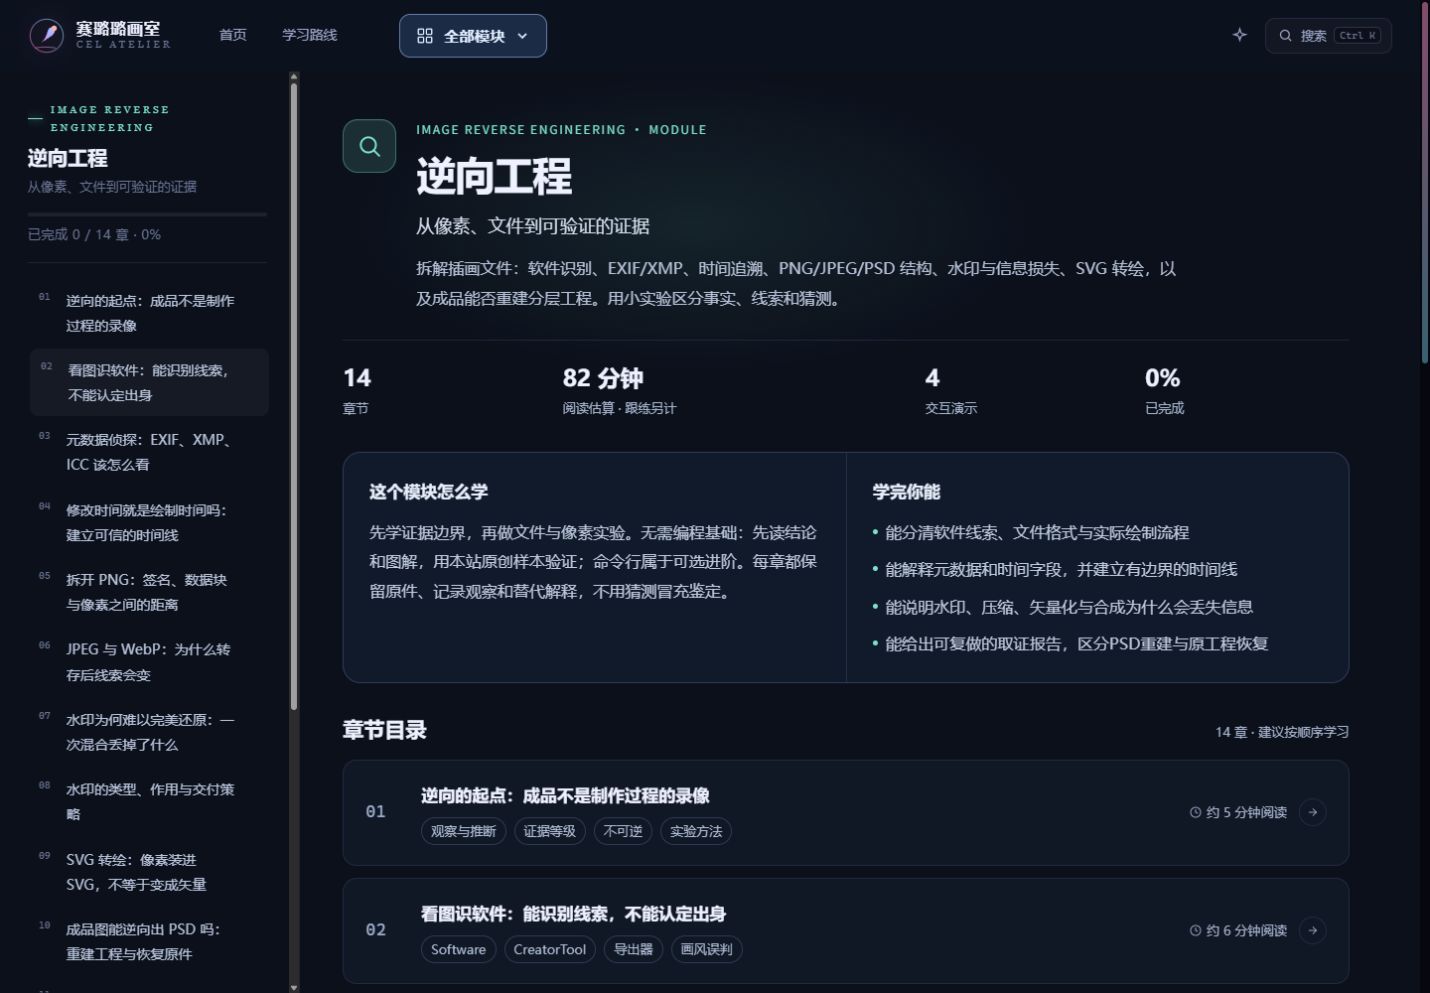 赛璐璐画室
CEL ATELIER
首页
学习路线
全部模块
搜索
Ctrl K
IMAGE REVERSE
ENGINEERING
逆向工程
从像素、文件到可验证的证据
已完成 0 / 14 章 · 0%
01
逆向的起点：成品不是制作
过程的录像
02
看图识软件：能识别线索，
不能认定出身
03
元数据侦探：EXIF、XMP、
ICC 该怎么看
04
修改时间就是绘制时间吗：
建立可信的时间线
05
拆开 PNG：签名、数据块
与像素之间的距离
06
JPEG 与 WebP：为什么转
存后线索会变
07
水印为何难以完美还原：一
次混合丢掉了什么
08
水印的类型、作用与交付策
略
09
SVG 转绘：像素装进
SVG，不等于变成矢量
10
成品图能逆向出 PSD 吗：
重建工程与恢复原件
IMAGE REVERSE ENGINEERING • MODULE
逆向工程
从像素、文件到可验证的证据
拆解插画文件：软件识别、EXIF/XMP、时间追溯、PNG/JPEG/PSD 结构、水印与信息损失、SVG 转绘，以
及成品能否重建分层工程。用小实验区分事实、线索和猜测。
14
章节
82 分钟
阅读估算 · 跟练另计
4
交互演示
0%
已完成
这个模块怎么学
先学证据边界，再做文件与像素实验。无需编程基础：先读结论
和图解，用本站原创样本验证；命令行属于可选进阶。每章都保
留原件、记录观察和替代解释，不用猜测冒充鉴定。
学完你能
• 能分清软件线索、文件格式与实际绘制流程
• 能解释元数据和时间字段，并建立有边界的时间线
• 能说明水印、压缩、矢量化与合成为什么会丢失信息
• 能给出可复做的取证报告，区分PSD重建与原工程恢复
章节目录
14 章 · 建议按顺序学习
01
逆向的起点：成品不是制作过程的录像
观察与推断
证据等级
不可逆
实验方法
约 5 分钟阅读
02
看图识软件：能识别线索，不能认定出身
Software
CreatorTool
导出器
画风误判
约 6 分钟阅读